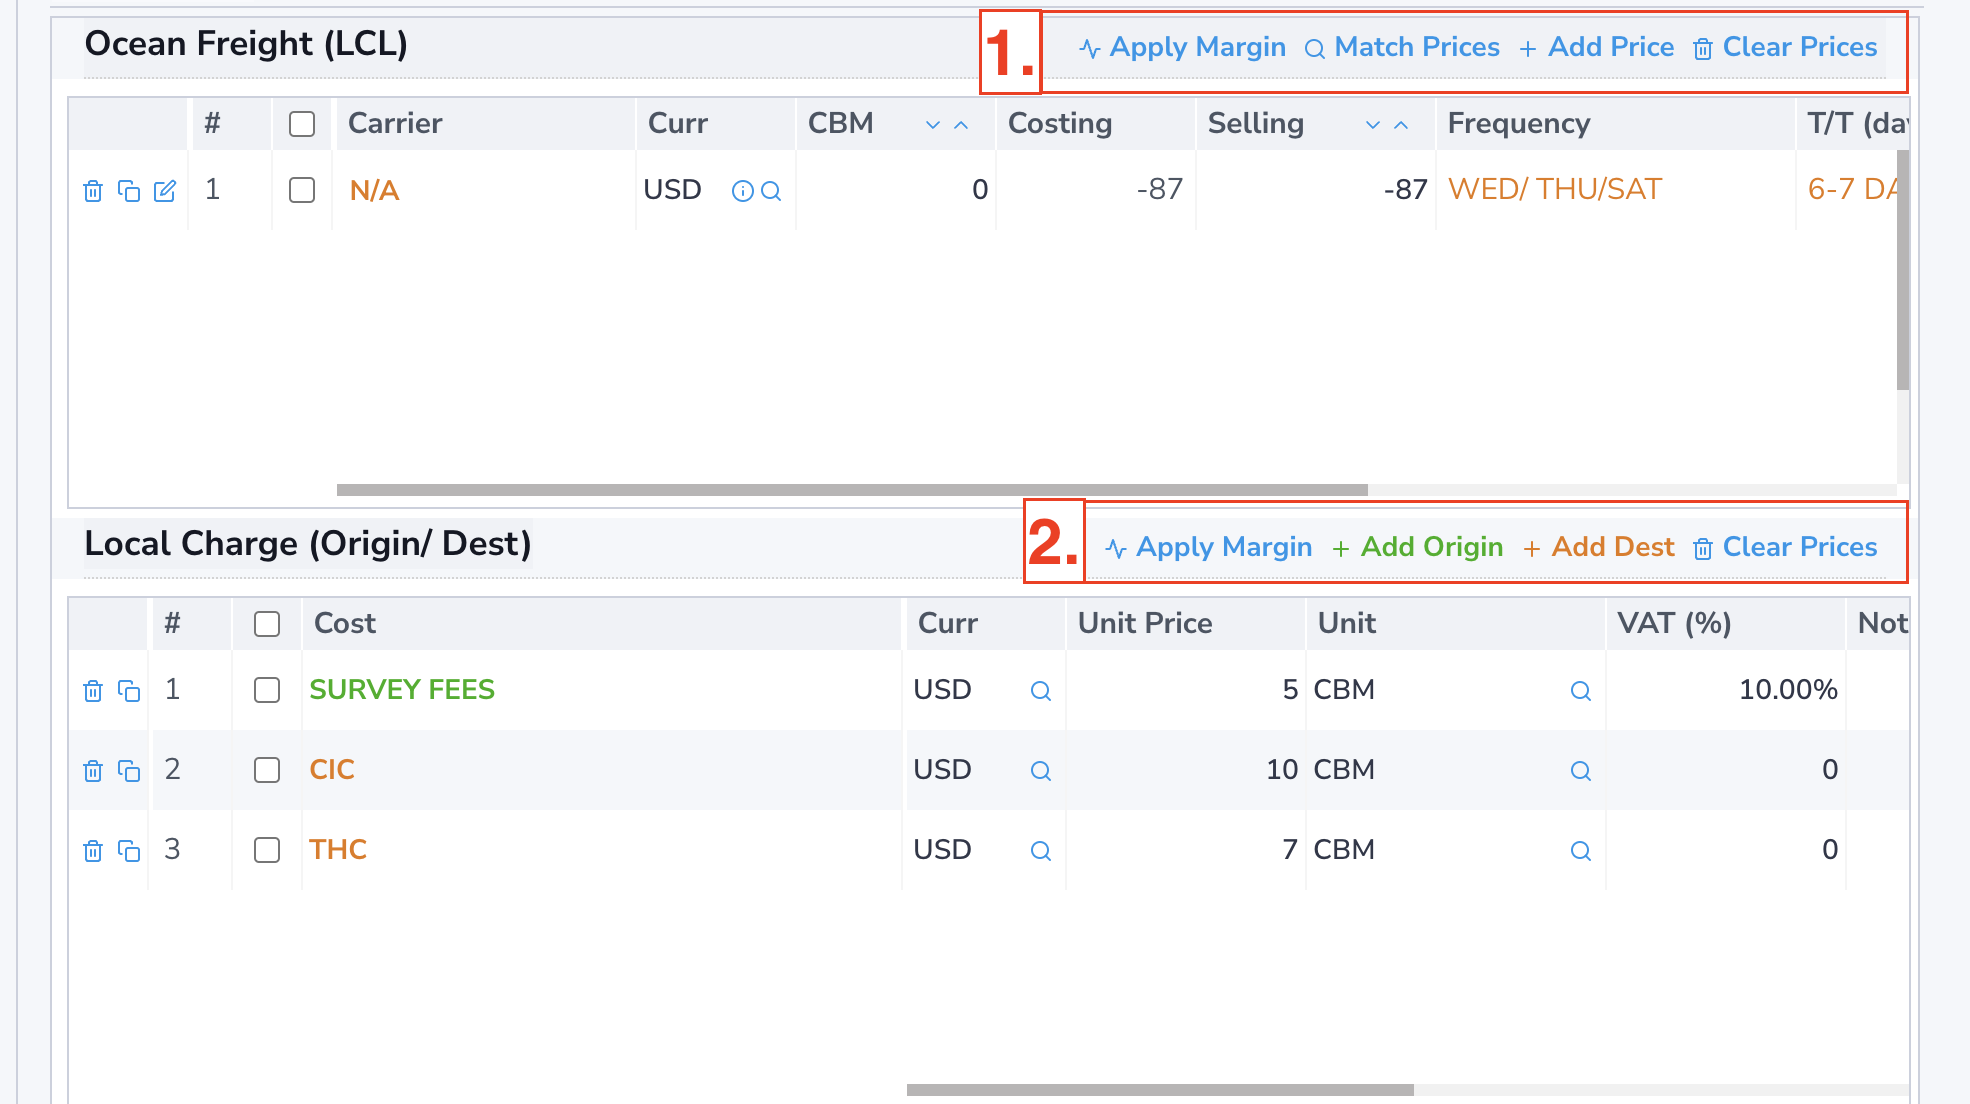 Ocean Freight (LCL) 1. Apply Margin Match Prices + Add Price Clear Prices
# Carrier Curr CBM Costing Selling Frequency T/T (da
1 N/A USD 0 -87 -87 WED/ THU/SAT 6-7 DA
Local Charge (Origin/ Dest) 2. Apply Margin + Add Origin + Add Dest Clear Prices
# Cost Curr Unit Price Unit VAT (%) Not
1 SURVEY FEES USD 5 CBM 10.00%
2 CIC USD 10 CBM 0
3 THC USD 7 CBM 0